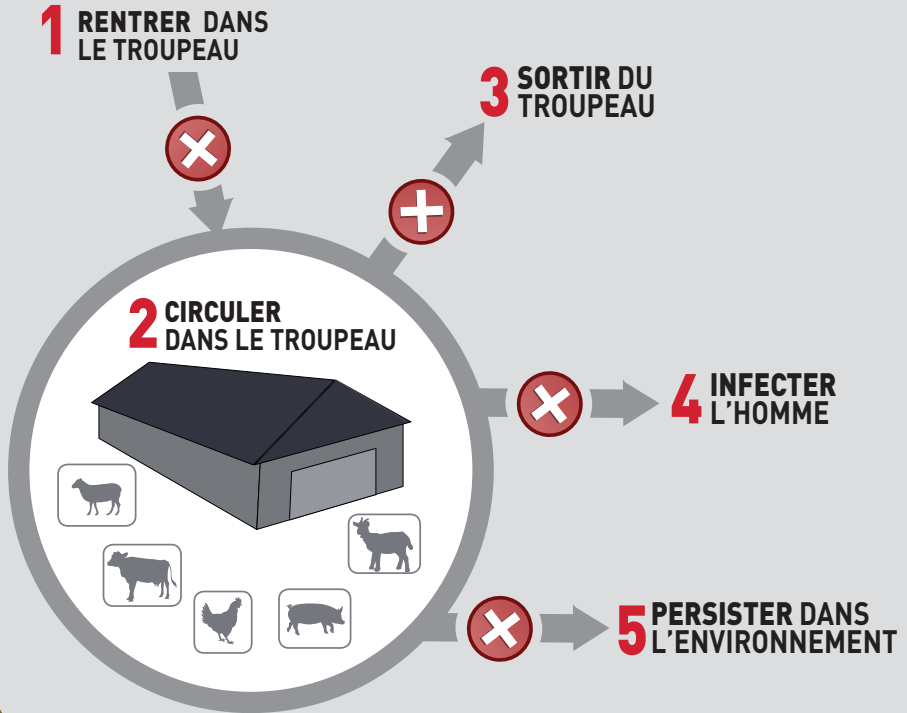 1 RENTRER DANS
LE TROUPEAU
3 SORTIR DU
TROUPEAU
2 CIRCULER
DANS LE TROUPEAU
4 INFECTER
L'HOMME
5 PERSISTER DANS
L'ENVIRONNEMENT